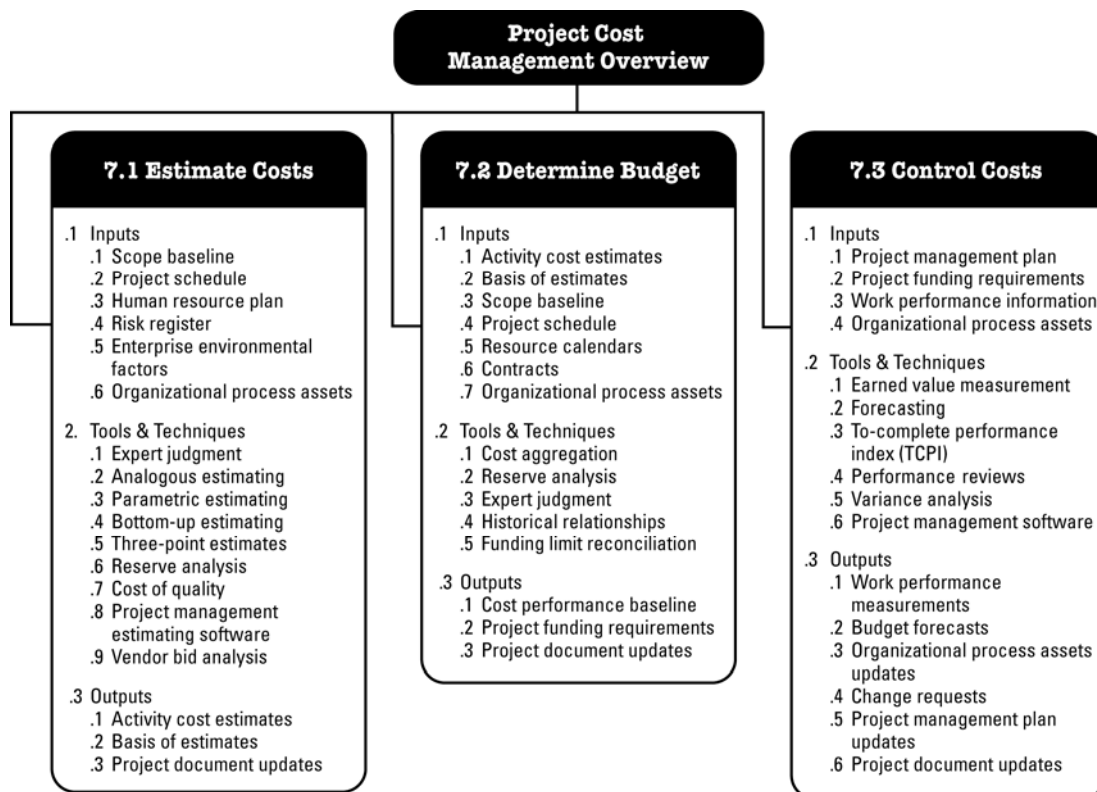 Project Cost
Management Overview
7.1 Estimate Costs
.1 Inputs
.1 Scope baseline
.2 Project schedule
.3 Human resource plan
.4 Risk register
.5 Enterprise environmental
factors
.6 Organizational process assets
2. Tools & Techniques
.1 Expert judgment
.2 Analogous estimating
.3 Parametric estimating
.4 Bottom-up estimating
.5 Three-point estimates
.6 Reserve analysis
.7 Cost of quality
.8 Project management
estimating software
.9 Vendor bid analysis
.3 Outputs
.1 Activity cost estimates
.2 Basis of estimates
.3 Project document updates
7.2 Determine Budget
.1 Inputs
.1 Activity cost estimates
.2 Basis of estimates
.3 Scope baseline
.4 Project schedule
.5 Resource calendars
.6 Contracts
.7 Organizational process assets
.2 Tools & Techniques
.1 Cost aggregation
.2 Reserve analysis
.3 Expert judgment
.4 Historical relationships
.5 Funding limit reconciliation
.3 Outputs
.1 Cost performance baseline
.2 Project funding requirements
.3 Project document updates
7.3 Control Costs
.1 Inputs
.1 Project management plan
.2 Project funding requirements
.3 Work performance information
.4 Organizational process assets
.2 Tools & Techniques
.1 Earned value measurement
.2 Forecasting
.3 To-complete performance
index (TCPI)
.4 Performance reviews
.5 Variance analysis
.6 Project management software
.3 Outputs
.1 Work performance
measurements
.2 Budget forecasts
.3 Organizational process assets
updates
.4 Change requests
.5 Project management plan
updates
.6 Project document updates